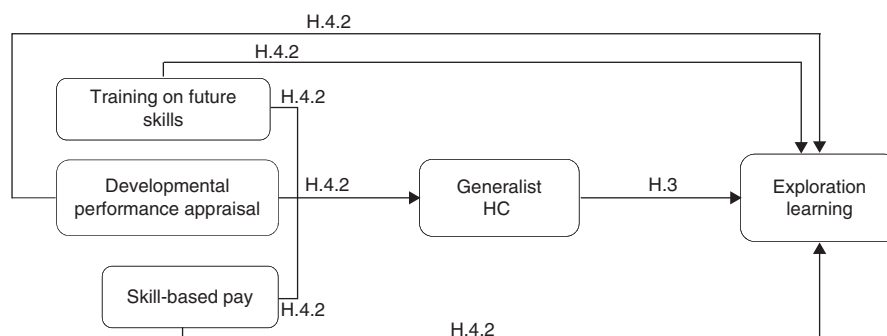 H.4.2
H.4.2
Training on future
skills
H.4.2
Developmental
performance appraisal
H.4.2
Generalist
HC
H.3
Exploration
learning
Skill-based pay
H.4.2
H.4.2